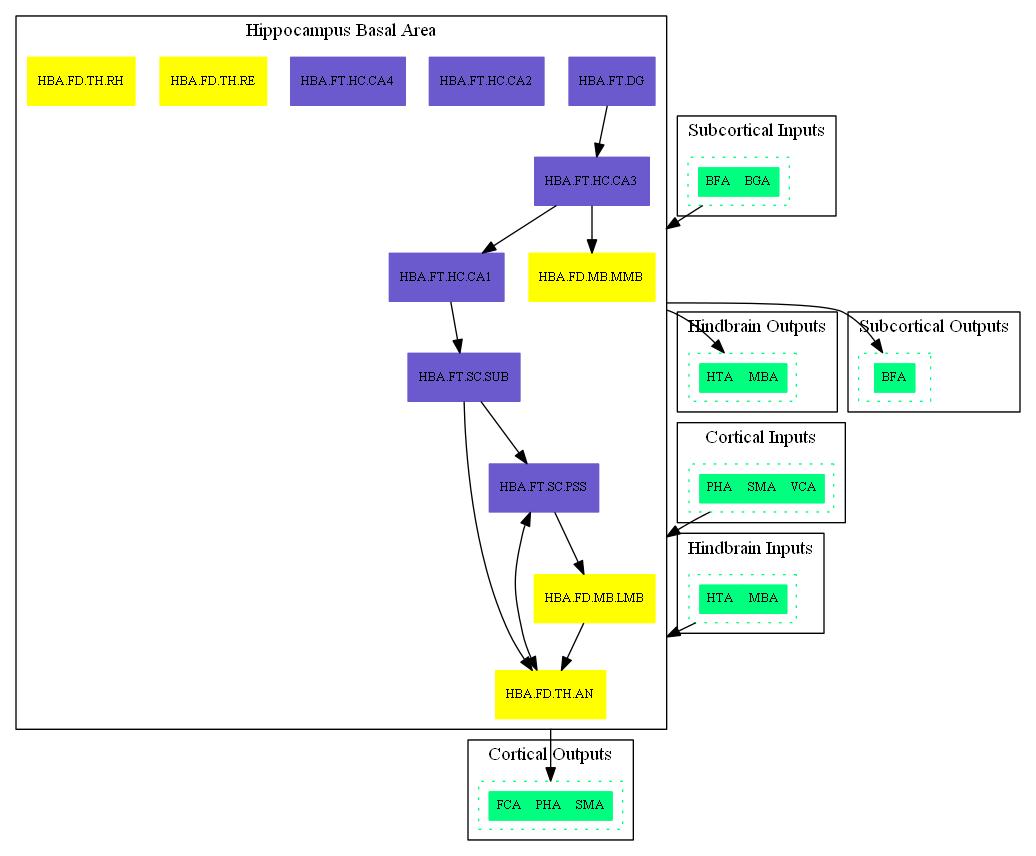 Hippocampus Basal Area
HBA.FD.TH.RH
HBA.FD.TH.RE
HBA.FT.HC.CA4
HBA.FT.HC.CA2
HBA.FT.DG
Subcortical Inputs
BFA BGA
HBA.FT.HC.CA3
HBA.FT.HC.CA1
HBA.FD.MB.MMB
Hindbrain Outputs
HTA MBA
Subcortical Outputs
BFA
HBA.FT.SC.SUB
Cortical Inputs
PHA SMA VCA
HBA.FT.SC.PSS
Hindbrain Inputs
HTA MBA
HBA.FD.MB.LMB
HBA.FD.TH.AN
Cortical Outputs
FCA PHA SMA